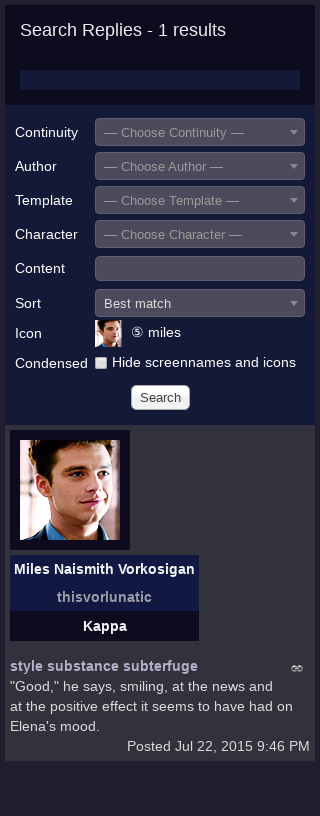 Search Replies - 1 results
Continuity — Choose Continuity —
Author — Choose Author —
Template — Choose Template —
Character — Choose Character —
Content
Sort Best match
Icon ⑤ miles
Condensed Hide screennames and icons
Search
Miles Naismith Vorkosigan
thisvorlunatic
Kappa
style substance subterfuge
"Good," he says, smiling, at the news and
at the positive effect it seems to have had on
Elena's mood.
Posted Jul 22, 2015 9:46 PM